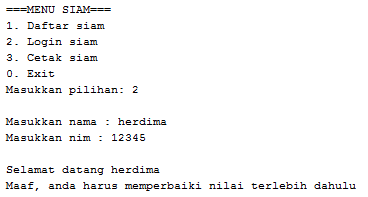 ===MENU SIAM===
1. Daftar siam
2. Login siam
3. Cetak siam
0. Exit
Masukkan pilihan: 2
Masukkan nama : herdima
Masukkan nim : 12345
Selamat datang herdima
Maaf, anda harus memperbaiki nilai terlebih dahulu